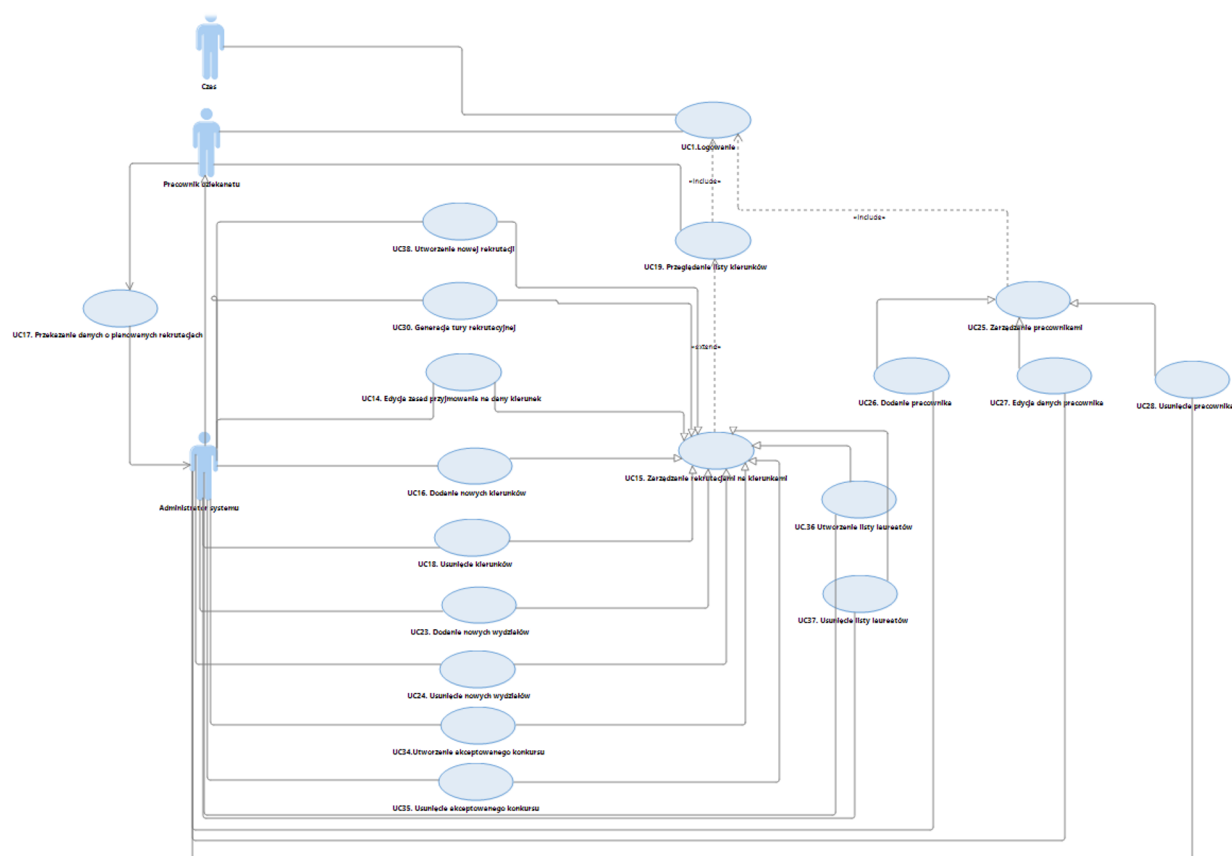 Czas
UC1.Logowanie
Pracownik dziekanatu
«include»
«include»
UC38. Utworzenie nowej rekrutacji
UC19. Przeglądanie listy kierunków
UC17. Przekazanie danych o planowanych rekrutacjach
UC30. Generacja tury rekrutacyjnej
UC25. Zarządzanie pracownikami
«extend»
UC14. Edycja zasad przyjmowania na dany kierunek
UC26. Dodanie pracownika
UC27. Edycja danych pracownika
UC28. Usunięcie pracownika
UC15. Zarządzanie rekrutacjami na kierunkami
UC16. Dodanie nowych kierunków
Administrator systemu
UC.36 Utworzenie listy laureatów
UC18. Usunięcie kierunków
UC37. Usunięcie listy laureatów
UC23. Dodanie nowych wydziałów
UC24. Usunięcie nowych wydziałów
UC34.Utworzenie akceptowanego konkursu
UC35. Usunięcie akceptowanego konkursu